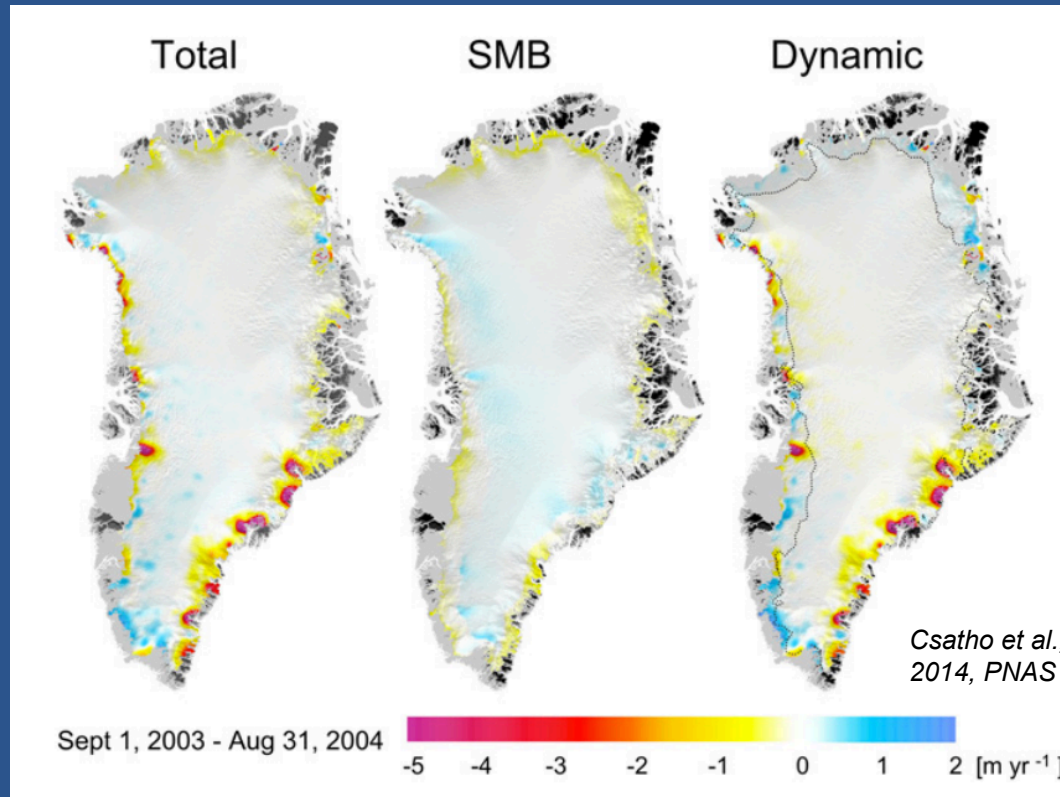 Total SMB Dynamic
Csatho et al.,
2014, PNAS
Sept 1, 2003 - Aug 31, 2004
-5 -4 -3 -2 -1 0 1 2 [m yr⁻¹]